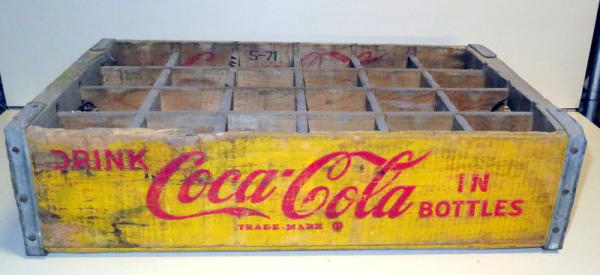 5-71
DRINK Coca-Cola IN
BOTTLES
TRADE-MARK ®